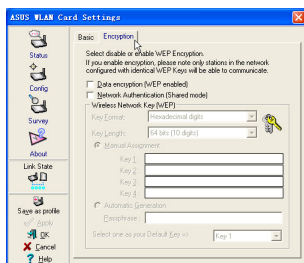 ASUS WLAN Card Settings
Status
Config
Survey
About
Link State
Save as profile
Apply
OK
Cancel
Help
Basic
Encryption
Select disable or enable WEP Encryption.
If you enable encryption, please note only stations in the network
configured with identical WEP Keys will be able to communicate.
Data encryption (WEP enabled)
Network Authentication (Shared mode)
Wireless Network Key (WEP)
Key Format: Hexadecimal digits
Key Length: 64 bits (10 digits)
Manual Assignment
Key 1
Key 2
Key 3
Key 4
Automatic Generation
Passphrase
Select one as your Default Key => Key 1